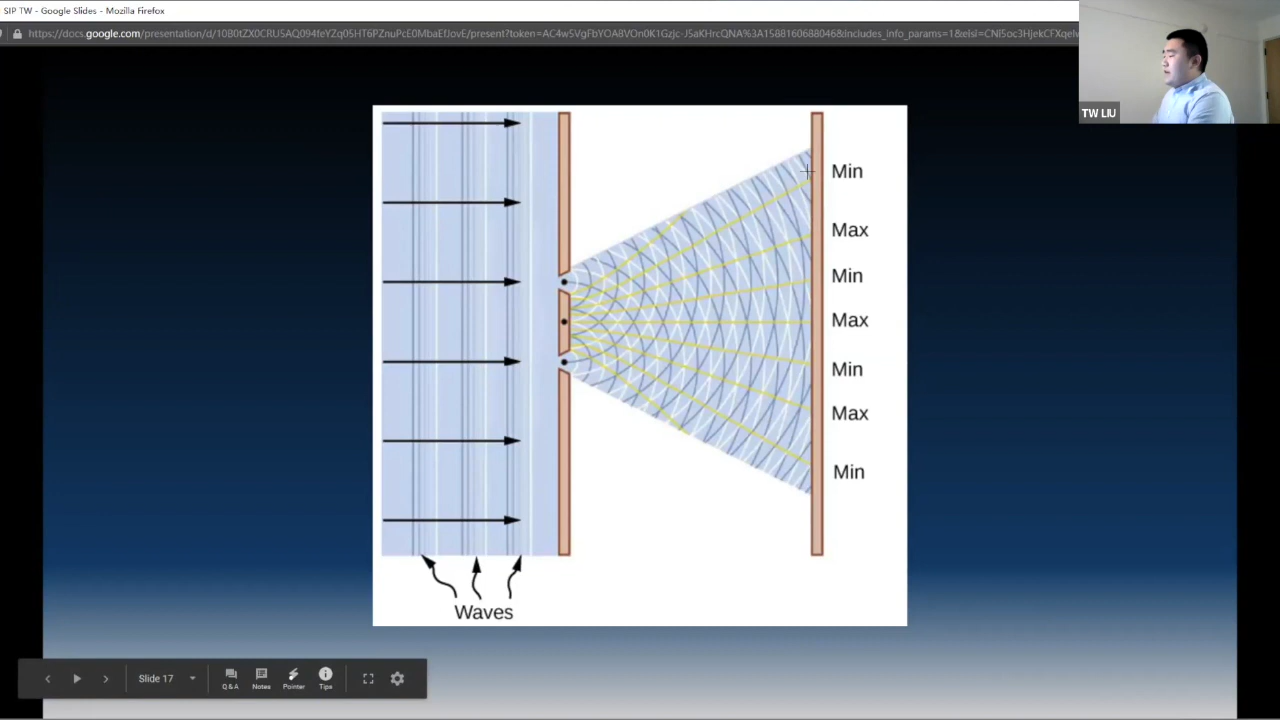 SIP TW - Google Slides - Mozilla Firefox
TW LIU
Min
Max
Min
Max
Min
Max
Min
Waves
Slide 17
Q&A
Notes
Pointer
Tips